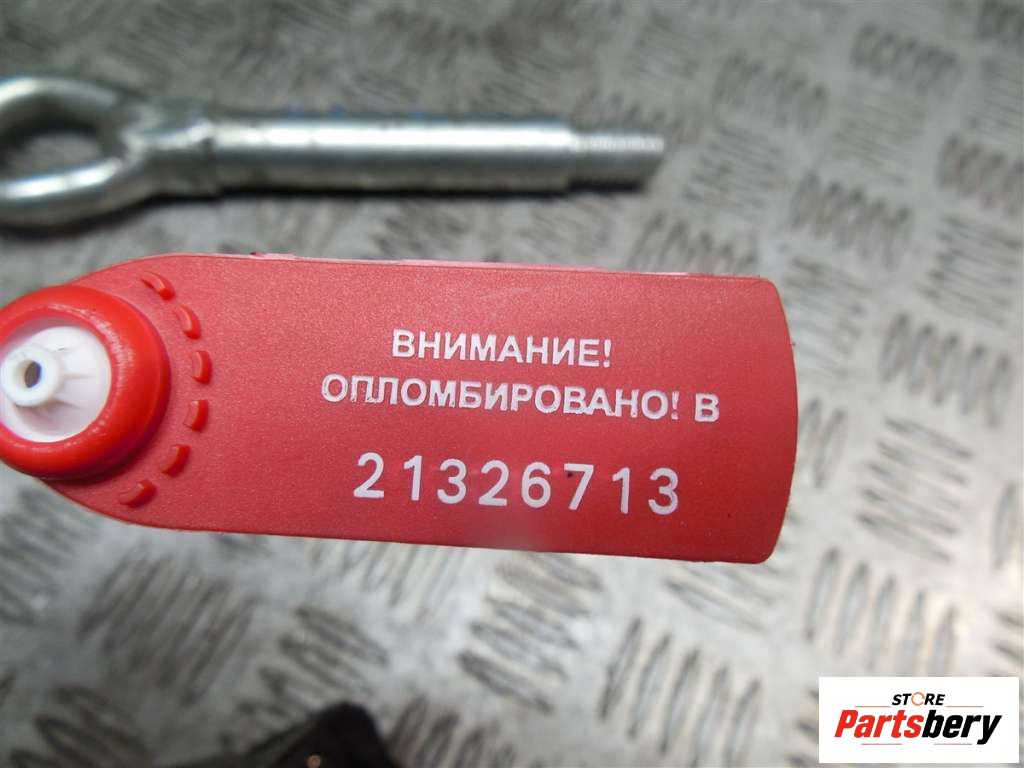 ВНИМАНИЕ!
ОПЛОМБИРОВАНО! В
21326713
STORE
Partsbery